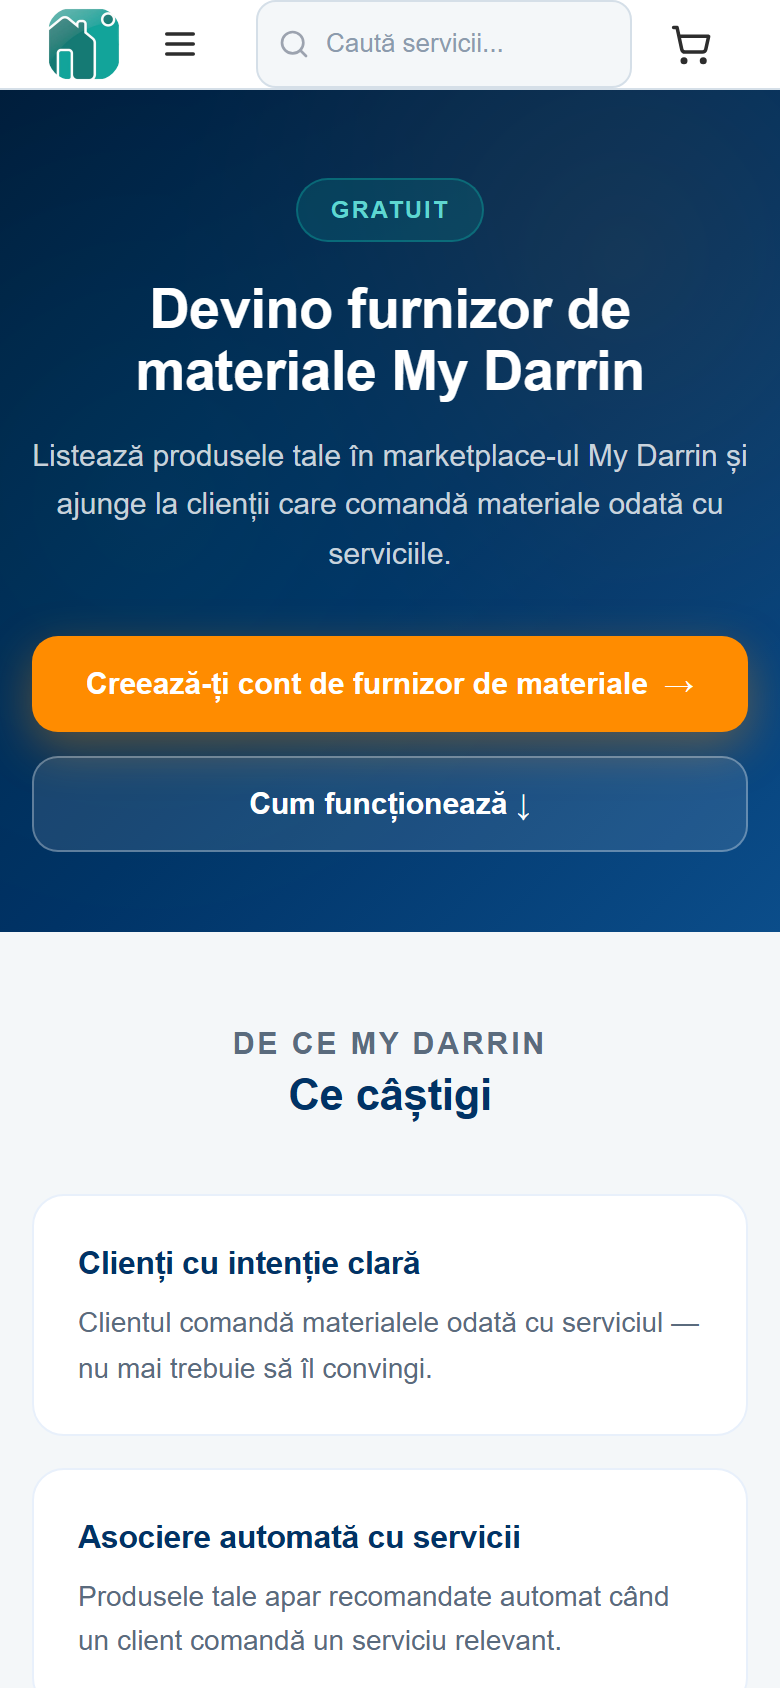 Caută servicii...
GRATUIT
Devino furnizor de
materiale My Darrin
Listează produsele tale în marketplace-ul My Darrin și
ajunge la clienții care comandă materiale odată cu
serviciile.
Creează-ți cont de furnizor de materiale →
Cum funcționează ↓
DE CE MY DARRIN
Ce câștigi
Clienți cu intenție clară
Clientul comandă materialele odată cu serviciul —
nu mai trebuie să îl convingi.
Asociere automată cu servicii
Produsele tale apar recomandate automat când
un client comandă un serviciu relevant.